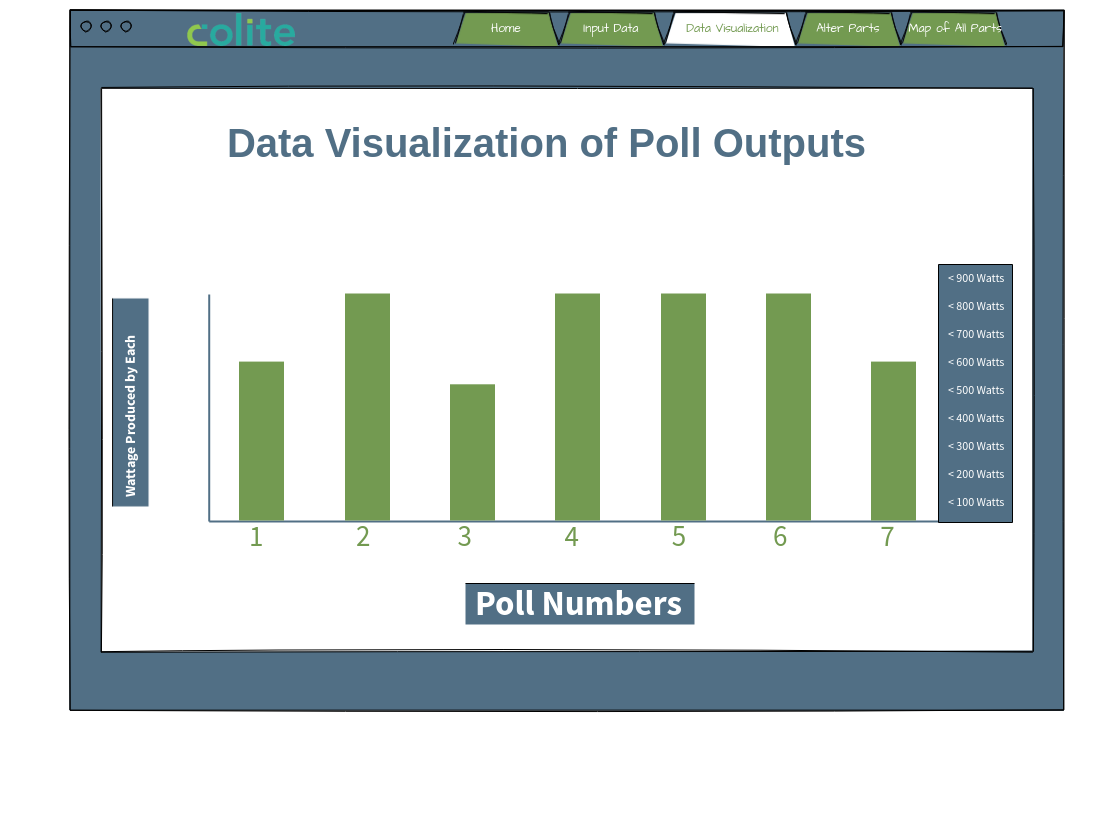 colite
Home
Input Data
Data Visualization
Alter Parts
Map of All Parts
Data Visualization of Poll Outputs
Wattage Produced by Each
< 900 Watts
< 800 Watts
< 700 Watts
< 600 Watts
< 500 Watts
< 400 Watts
< 300 Watts
< 200 Watts
< 100 Watts
1 2 3 4 5 6 7
Poll Numbers